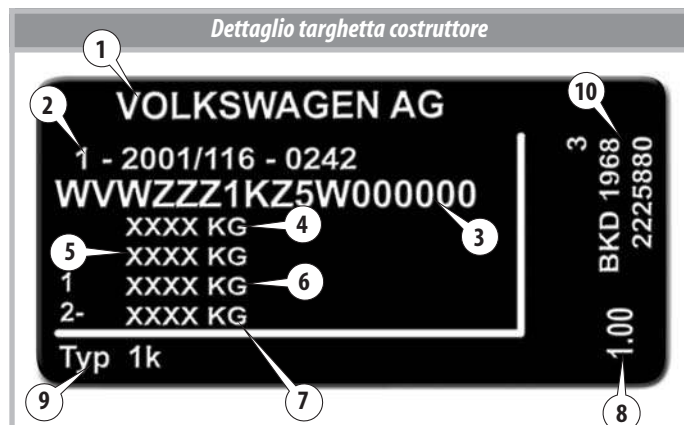 Dettaglio targhetta costruttore
1
2
10
VOLKSWAGEN AG
1 - 2001/116 - 0242
WVWZZZ1KZ5W000000
XXXX KG
4
3
5
XXXX KG
1 XXXX KG
6
2- XXXX KG
Typ 1k
9
7
8
3
BKD 1968
2225880
1.00